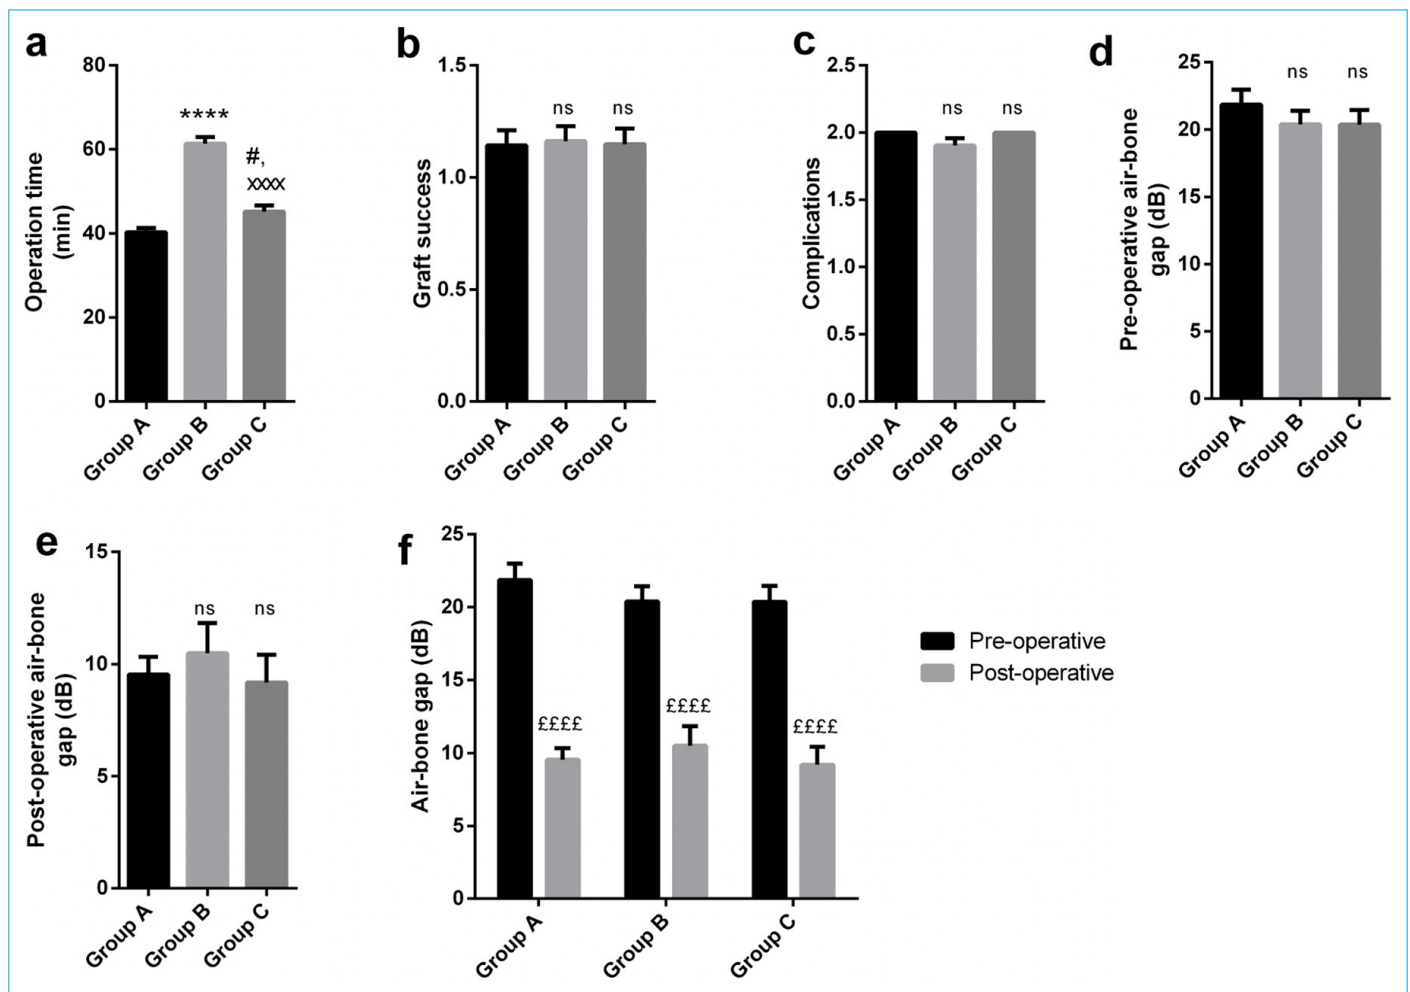 a
Operation time
(min)
80
60
40
20
0
****
#,
xxxx
Group A
Group B
Group C
b
Graft success
1.5
1.0
0.5
0.0
ns
ns
Group A
Group B
Group C
c
Complications
2.5
2.0
1.5
1.0
0.5
0.0
ns
ns
Group A
Group B
Group C
d
Pre-operative air-bone
gap (dB)
25
20
15
10
5
0
ns
ns
Group A
Group B
Group C
e
Post-operative air-bone
gap (dB)
15
10
5
0
ns
ns
Group A
Group B
Group C
f
Air-bone gap (dB)
25
20
15
10
5
0
££££
££££
££££
Group A
Group B
Group C
Pre-operative
Post-operative